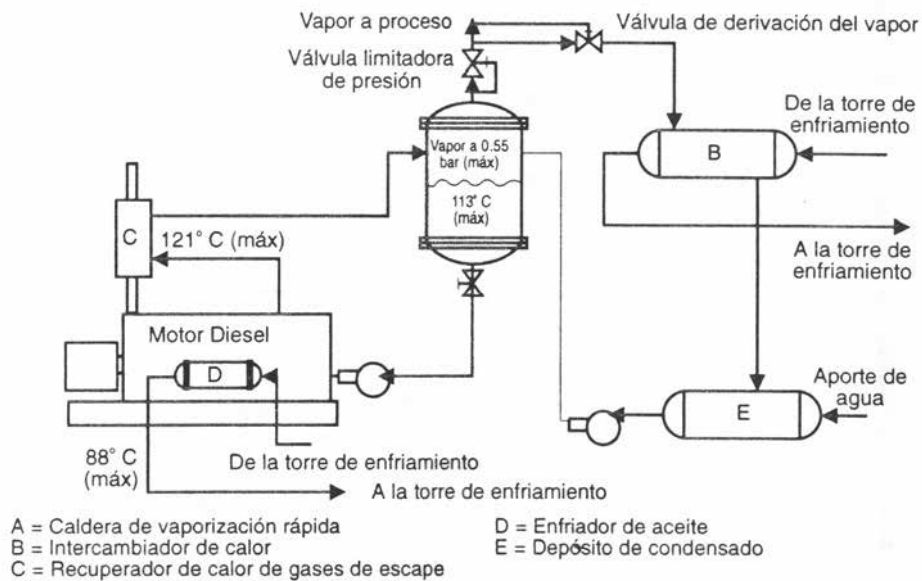 Vapor a proceso
Válvula de derivación del vapor
Válvula limitadora
de presión
De la torre de
enfriamiento
Vapor a 0.55
bar (máx)
B
113° C
(máx)
C
121° C (máx)
A la torre de
enfriamiento
Motor Diesel
D
Aporte de
agua
E
88° C
(máx)
De la torre de enfriamiento
A la torre de enfriamiento
A = Caldera de vaporización rápida
B = Intercambiador de calor
C = Recuperador de calor de gases de escape
D = Enfriador de aceite
E = Depósito de condensado